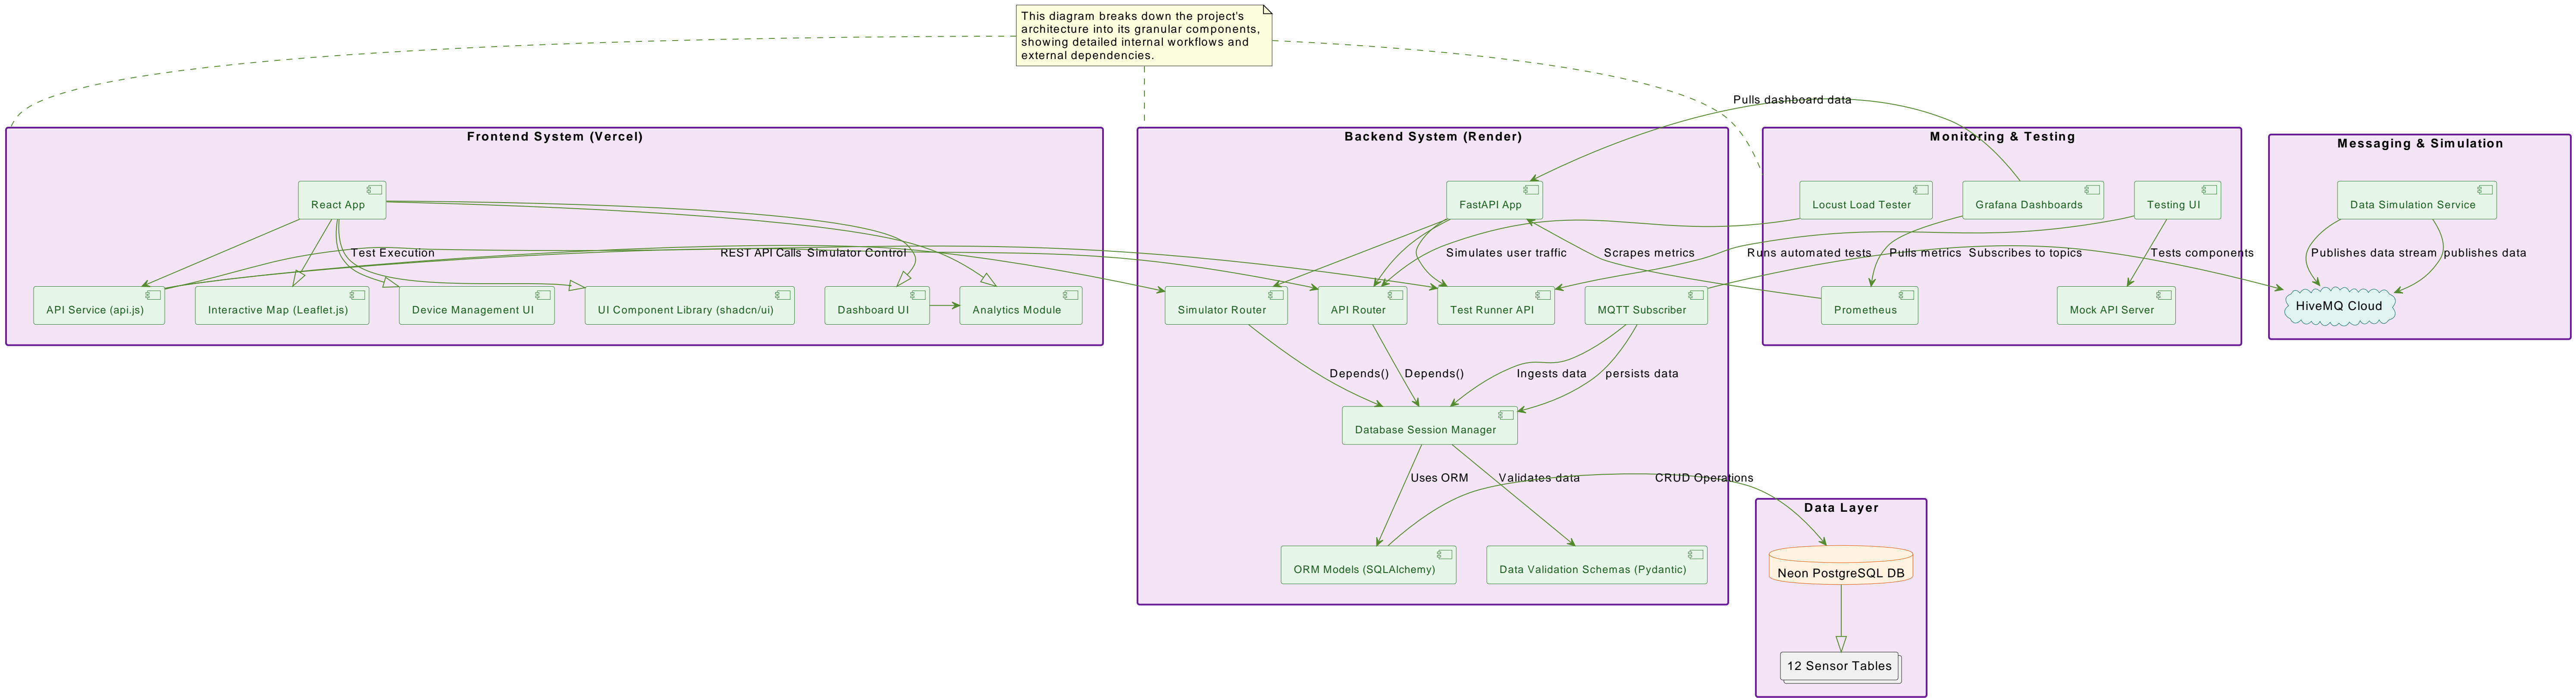 This diagram breaks down the project's
architecture into its granular components,
showing detailed internal workflows and
external dependencies.
Pulls dashboard data
Frontend System (Vercel)
Backend System (Render)
Monitoring & Testing
Messaging & Simulation
React App
FastAPI App
Locust Load Tester
Grafana Dashboards
Testing UI
Data Simulation Service
Test Execution
REST API Calls
Simulator Control
Simulates user traffic
Scrapes metrics
Runs automated tests
Pulls metrics
Subscribes to topics
Tests components
Publishes data stream
publishes data
API Service (api.js)
Interactive Map (Leaflet.js)
Device Management UI
UI Component Library (shadcn/ui)
Dashboard UI
Analytics Module
Simulator Router
API Router
Test Runner API
MQTT Subscriber
Prometheus
Mock API Server
HiveMQ Cloud
Depends()
Depends()
Ingests data
persists data
Database Session Manager
Uses ORM
Validates data
CRUD Operations
Data Layer
ORM Models (SQLAlchemy)
Data Validation Schemas (Pydantic)
Neon PostgreSQL DB
12 Sensor Tables